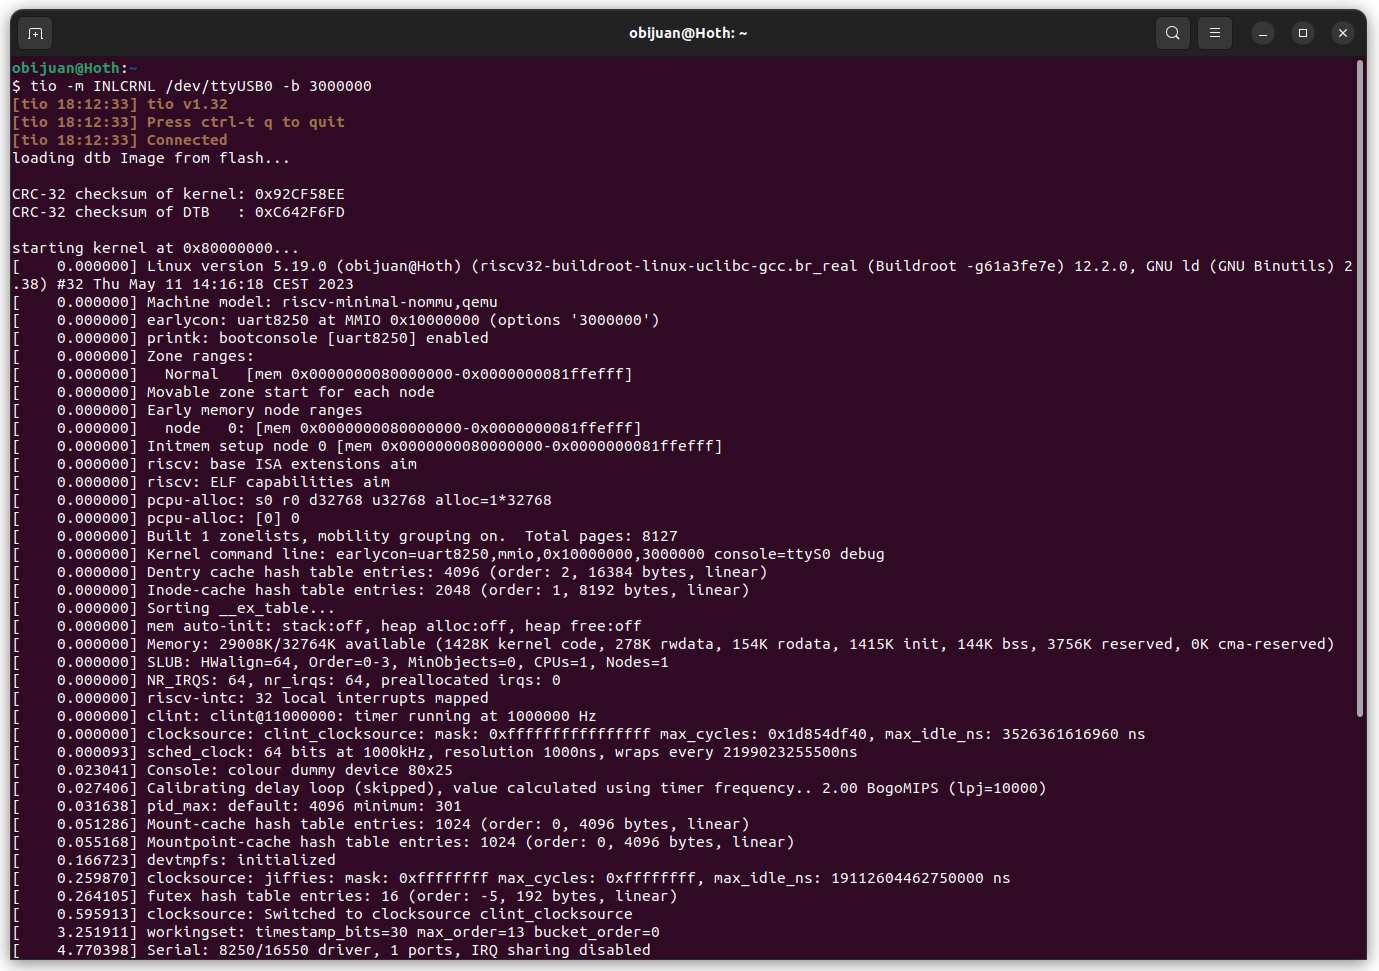 obijuan@Hoth: ~
obijuan@Hoth:~
$ tio -m INLCRNL /dev/ttyUSB0 -b 3000000
[tio 18:12:33] tio v1.32
[tio 18:12:33] Press ctrl-t q to quit
[tio 18:12:33] Connected
loading dtb Image from flash...
CRC-32 checksum of kernel: 0x92CF58EE
CRC-32 checksum of DTB   : 0xC642F6FD
starting kernel at 0x80000000...
[    0.000000] Linux version 5.19.0 (obijuan@Hoth) (riscv32-buildroot-linux-uclibc-gcc.br_real (Buildroot -g61a3fe7e) 12.2.0, GNU ld (GNU Binutils) 2
.38) #32 Thu May 11 14:16:18 CEST 2023
[    0.000000] Machine model: riscv-minimal-nommu,qemu
[    0.000000] earlycon: uart8250 at MMIO 0x10000000 (options '3000000')
[    0.000000] printk: bootconsole [uart8250] enabled
[    0.000000] Zone ranges:
[    0.000000]   Normal   [mem 0x0000000080000000-0x0000000081ffefff]
[    0.000000] Movable zone start for each node
[    0.000000] Early memory node ranges
[    0.000000]   node   0: [mem 0x0000000080000000-0x0000000081ffefff]
[    0.000000] Initmem setup node 0 [mem 0x0000000080000000-0x0000000081ffefff]
[    0.000000] riscv: base ISA extensions aim
[    0.000000] riscv: ELF capabilities aim
[    0.000000] pcpu-alloc: s0 r0 d32768 u32768 alloc=1*32768
[    0.000000] pcpu-alloc: [0] 0
[    0.000000] Built 1 zonelists, mobility grouping on.  Total pages: 8127
[    0.000000] Kernel command line: earlycon=uart8250,mmio,0x10000000,3000000 console=ttyS0 debug
[    0.000000] Dentry cache hash table entries: 4096 (order: 2, 16384 bytes, linear)
[    0.000000] Inode-cache hash table entries: 2048 (order: 1, 8192 bytes, linear)
[    0.000000] Sorting __ex_table...
[    0.000000] mem auto-init: stack:off, heap alloc:off, heap free:off
[    0.000000] Memory: 29008K/32764K available (1428K kernel code, 278K rwdata, 154K rodata, 1415K init, 144K bss, 3756K reserved, 0K cma-reserved)
[    0.000000] SLUB: HWalign=64, Order=0-3, MinObjects=0, CPUs=1, Nodes=1
[    0.000000] NR_IRQS: 64, nr_irqs: 64, preallocated irqs: 0
[    0.000000] riscv-intc: 32 local interrupts mapped
[    0.000000] clint: clint@11000000: timer running at 1000000 Hz
[    0.000000] clocksource: clint_clocksource: mask: 0xffffffffffffffff max_cycles: 0x1d854df40, max_idle_ns: 3526361616960 ns
[    0.000093] sched_clock: 64 bits at 1000kHz, resolution 1000ns, wraps every 2199023255500ns
[    0.023041] Console: colour dummy device 80x25
[    0.027406] Calibrating delay loop (skipped), value calculated using timer frequency.. 2.00 BogoMIPS (lpj=10000)
[    0.031638] pid_max: default: 4096 minimum: 301
[    0.051286] Mount-cache hash table entries: 1024 (order: 0, 4096 bytes, linear)
[    0.055168] Mountpoint-cache hash table entries: 1024 (order: 0, 4096 bytes, linear)
[    0.166723] devtmpfs: initialized
[    0.259870] clocksource: jiffies: mask: 0xffffffff max_cycles: 0xffffffff, max_idle_ns: 19112604462750000 ns
[    0.264105] futex hash table entries: 16 (order: -5, 192 bytes, linear)
[    0.595913] clocksource: Switched to clocksource clint_clocksource
[    3.251911] workingset: timestamp_bits=30 max_order=13 bucket_order=0
[    4.770398] Serial: 8250/16550 driver, 1 ports, IRQ sharing disabled